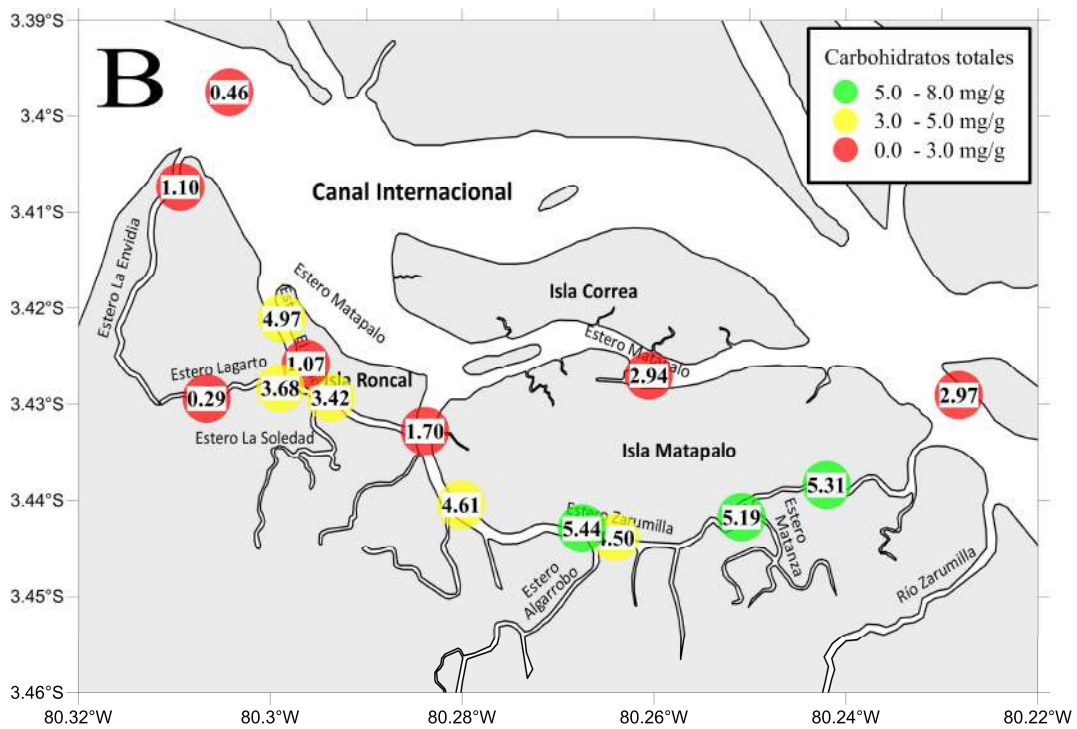 3.39°S
B
Carbohidratos totales
5.0 - 8.0 mg/g
3.0 - 5.0 mg/g
0.0 - 3.0 mg/g
0.46
3.4°S
1.10
Canal Internacional
3.41°S
Estero La Envidia
Estero Matapalo
Isla Correa
3.42°S
4.97
Estero
1.07
2.94
Estero Lagarto
Isla Roncal
3.68
3.42
0.29
2.97
3.43°S
1.70
Estero La Soledad
Isla Matapalo
5.31
3.44°S
4.61
Estero Zarumilla
5.19
5.44
.50
Estero
Matanza
Estero
Algarrobo
Río Zarumilla
3.45°S
3.46°S
80.32°W
80.3°W
80.28°W
80.26°W
80.24°W
80.22°W